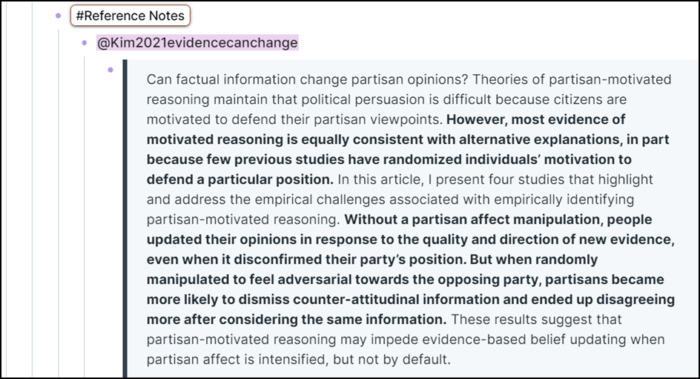 #Reference Notes
@Kim2021evidencecanchange
Can factual information change partisan opinions? Theories of partisan-motivated
reasoning maintain that political persuasion is difficult because citizens are
motivated to defend their partisan viewpoints. However, most evidence of
motivated reasoning is equally consistent with alternative explanations, in part
because few previous studies have randomized individuals’ motivation to
defend a particular position. In this article, I present four studies that highlight
and address the empirical challenges associated with empirically identifying
partisan-motivated reasoning. Without a partisan affect manipulation, people
updated their opinions in response to the quality and direction of new evidence,
even when it disconfirmed their party’s position. But when randomly
manipulated to feel adversarial towards the opposing party, partisans became
more likely to dismiss counter-attitudinal information and ended up disagreeing
more after considering the same information. These results suggest that
partisan-motivated reasoning may impede evidence-based belief updating when
partisan affect is intensified, but not by default.